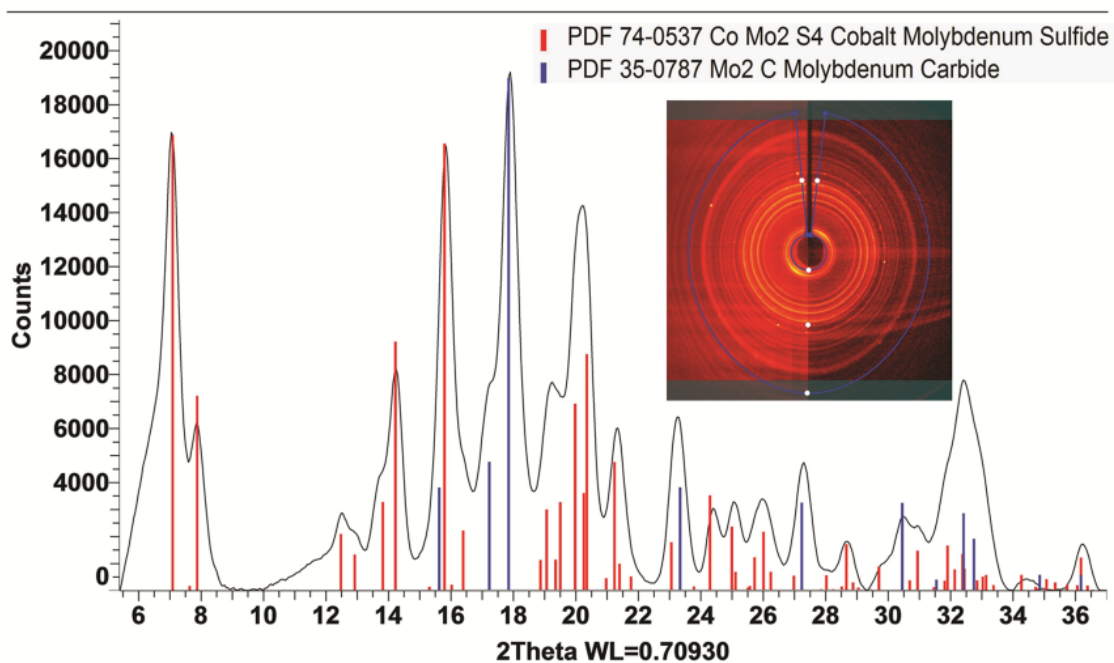 PDF 74-0537 Co Mo2 S4 Cobalt Molybdenum Sulfide
PDF 35-0787 Mo2 C Molybdenum Carbide
20000
18000
16000
14000
12000
10000
8000
6000
4000
0
Counts
6 8 10 12 14 16 18 20 22 24 26 28 30 32 34 36
2Theta WL=0.70930